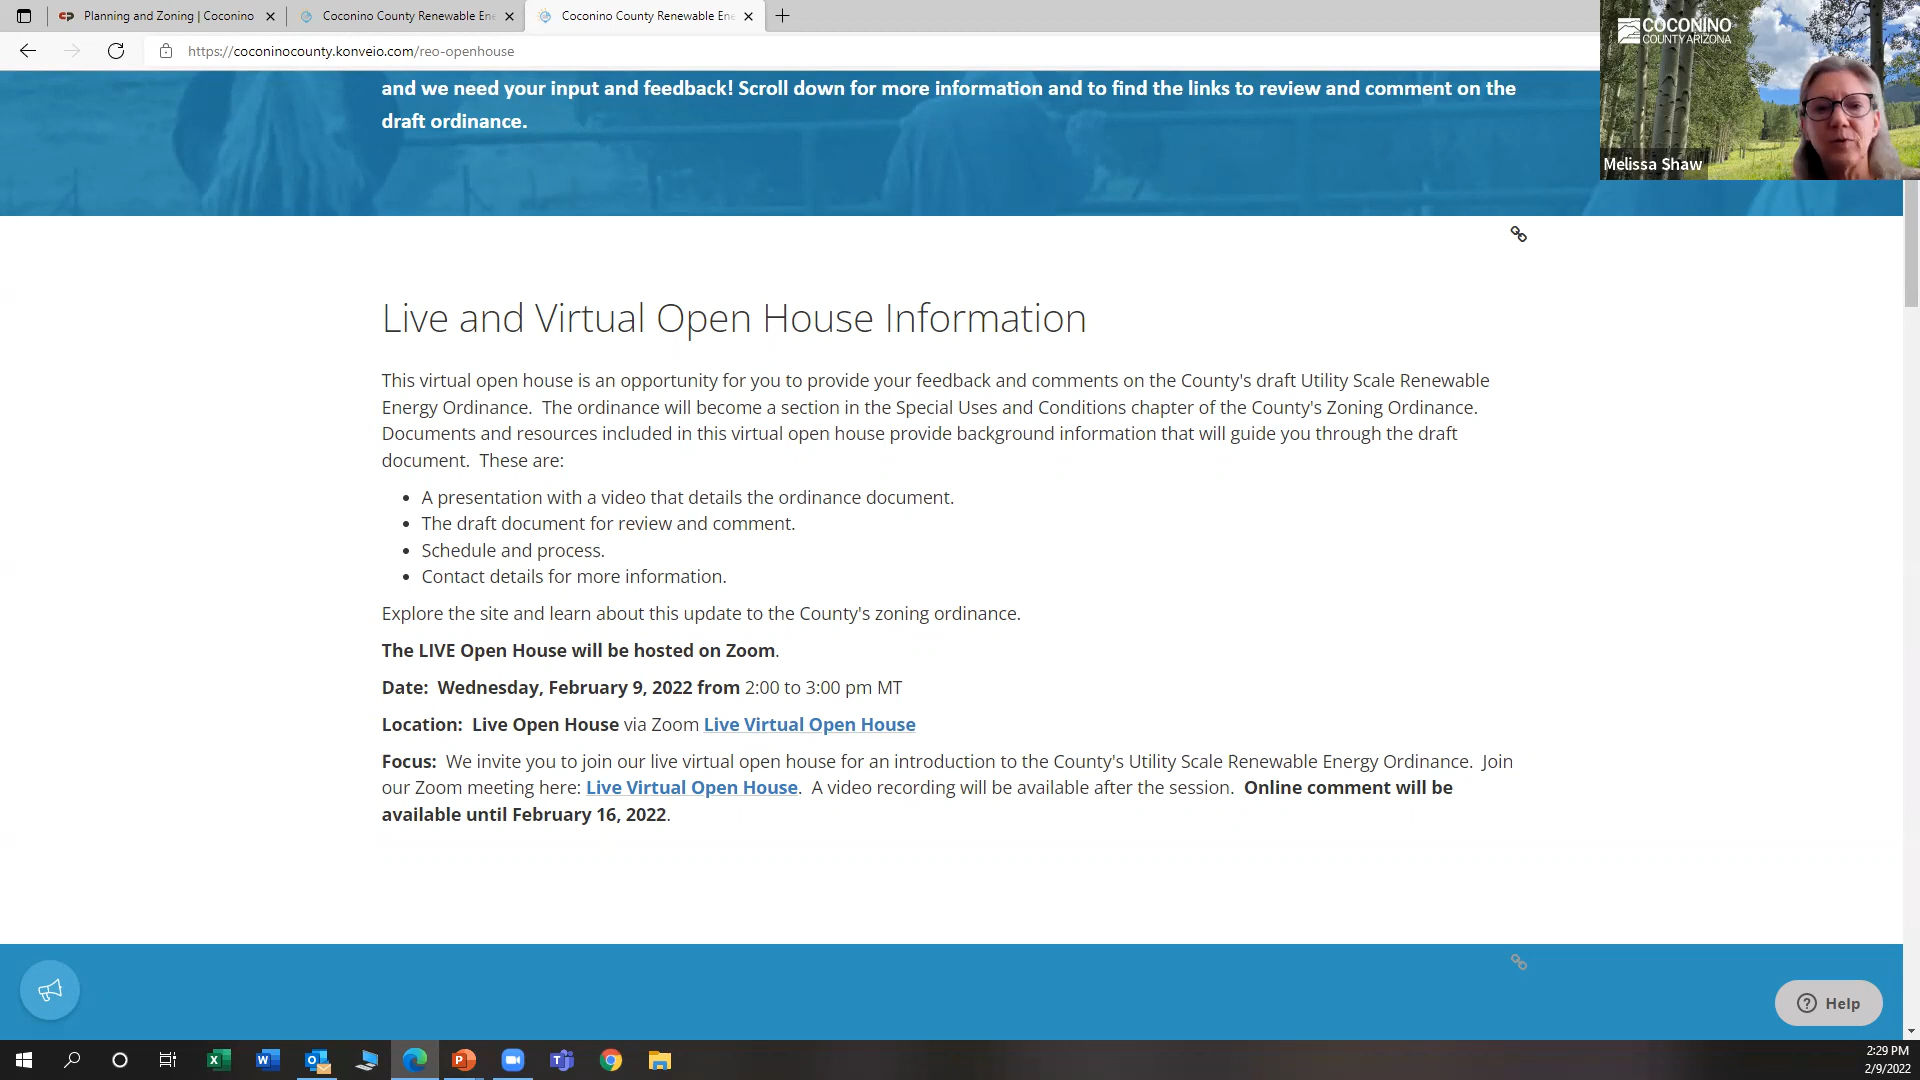 Planning and Zoning | Coconino
Coconino County Renewable Ene
Coconino County Renewable Ene
https://coconinocounty.konveio.com/reo-openhouse
COCONINO
COUNTY ARIZONA
Melissa Shaw
and we need your input and feedback! Scroll down for more information and to find the links to review and comment on the
draft ordinance.
Live and Virtual Open House Information
This virtual open house is an opportunity for you to provide your feedback and comments on the County's draft Utility Scale Renewable
Energy Ordinance.  The ordinance will become a section in the Special Uses and Conditions chapter of the County's Zoning Ordinance.
Documents and resources included in this virtual open house provide background information that will guide you through the draft
document.  These are:
• A presentation with a video that details the ordinance document.
• The draft document for review and comment.
• Schedule and process.
• Contact details for more information.
Explore the site and learn about this update to the County's zoning ordinance.
The LIVE Open House will be hosted on Zoom.
Date:  Wednesday, February 9, 2022 from 2:00 to 3:00 pm MT
Location:  Live Open House via Zoom Live Virtual Open House
Focus:  We invite you to join our live virtual open house for an introduction to the County's Utility Scale Renewable Energy Ordinance.  Join
our Zoom meeting here: Live Virtual Open House.  A video recording will be available after the session.  Online comment will be
available until February 16, 2022.
Help
2:29 PM
2/9/2022